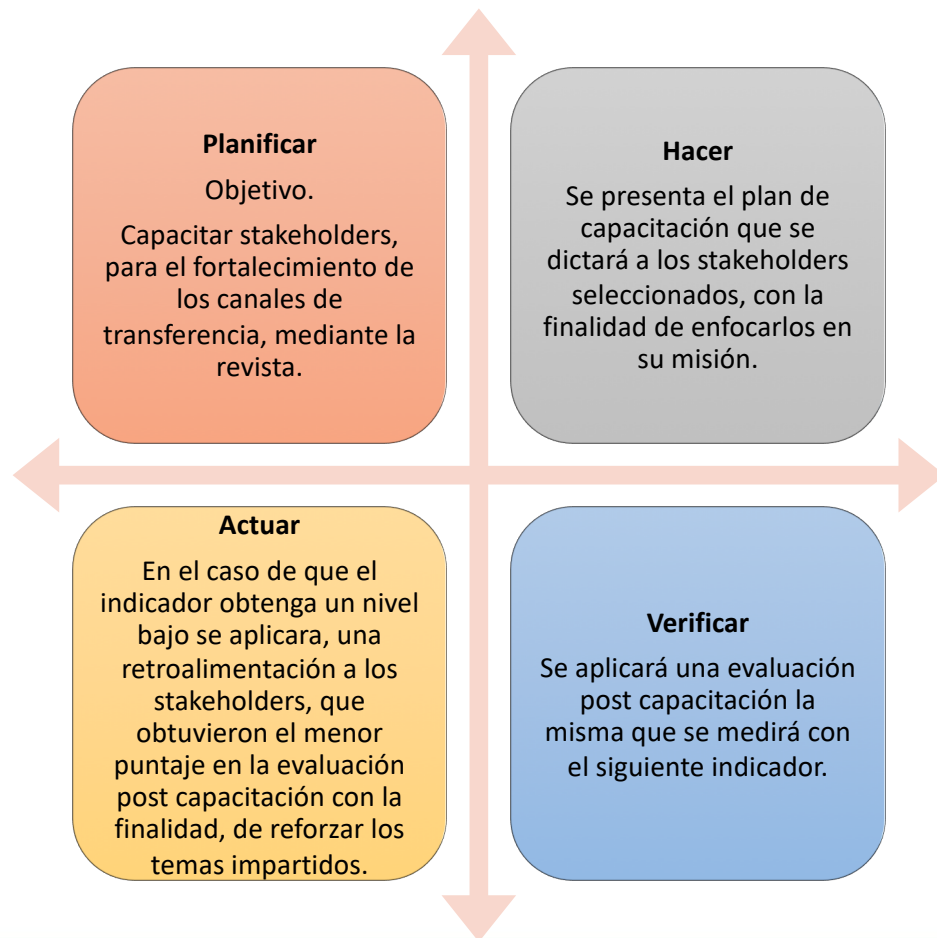 Planificar
Objetivo.
Capacitar stakeholders,
para el fortalecimiento de
los canales de
transferencia, mediante la
revista.
Hacer
Se presenta el plan de
capacitación que se
dictará a los stakeholders
seleccionados, con la
finalidad de enfocarlos en
su misión.
Actuar
En el caso de que el
indicador obtenga un nivel
bajo se aplicara, una
retroalimentación a los
stakeholders, que
obtuvieron el menor
puntaje en la evaluación
post capacitación con la
finalidad, de reforzar los
temas impartidos.
Verificar
Se aplicará una evaluación
post capacitación la
misma que se medirá con
el siguiente indicador.